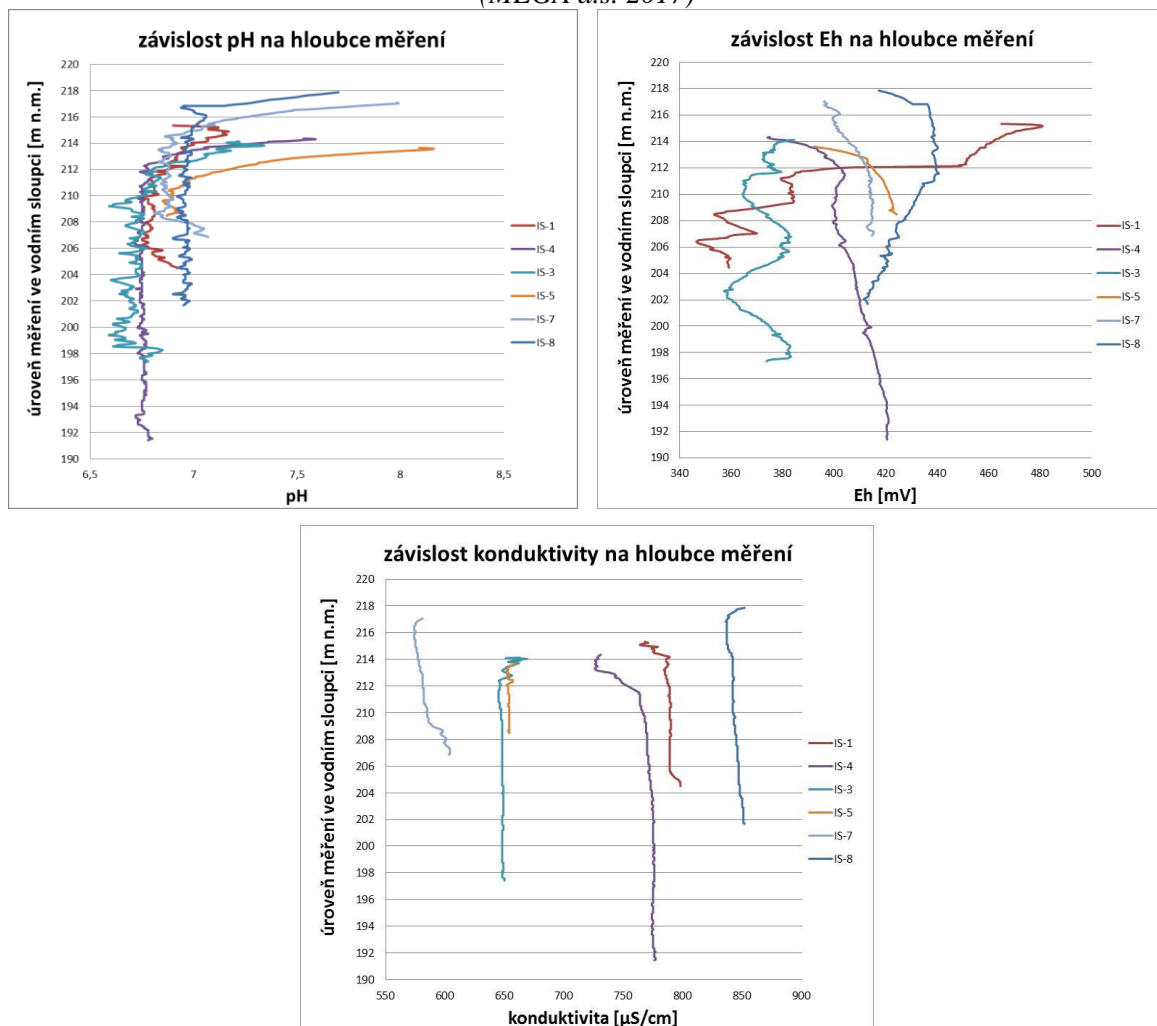 (MEGA a.s. 2017)
závislost pH na hloubce měření
úroveň měření ve vodním sloupci [m n.m.]
220
218
216
214
212
210
208
206
204
202
200
198
196
194
192
190
6,5 7 7,5 8 8,5
pH
IS-1
IS-4
IS-3
IS-5
IS-7
IS-8
závislost Eh na hloubce měření
úroveň měření ve vodním sloupci [m n.m.]
220
218
216
214
212
210
208
206
204
202
200
198
196
194
192
190
340 360 380 400 420 440 460 480 500
Eh [mV]
IS-1
IS-4
IS-3
IS-5
IS-7
IS-8
závislost konduktivity na hloubce měření
úroveň měření ve vodním sloupci [m n.m.]
220
218
216
214
212
210
208
206
204
202
200
198
196
194
192
190
550 600 650 700 750 800 850 900
konduktivita [µS/cm]
IS-1
IS-4
IS-3
IS-5
IS-7
IS-8